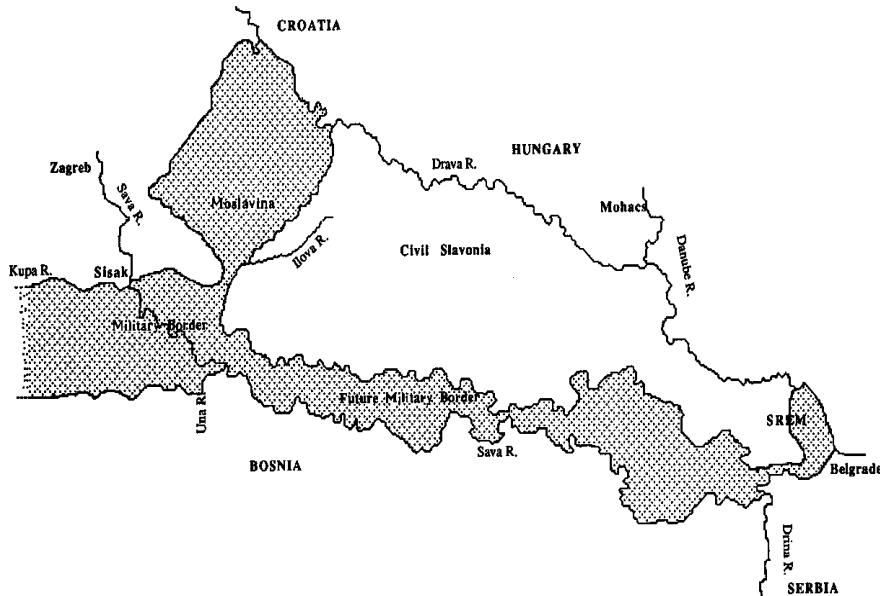 CROATIA
HUNGARY
Drava R.
Zagreb
Sava R.
Moslavina
Mohacs
Ilova R.
Civil Slavonia
Danube R.
Kupa R.
Sisak
Military Border
Una R.
Future Military Border
SREM
Sava R.
BOSNIA
Belgrade
Drina R.
SERBIA